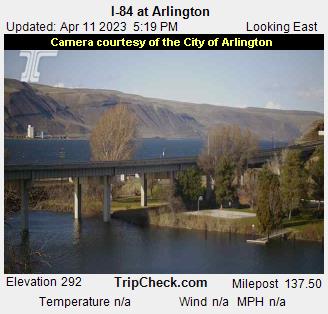 I-84 at Arlington
Updated: Apr 11 2023 5:19 PM Looking East
Camera courtesy of the City of Arlington
Elevation 292 TripCheck.com Milepost 137.50
Temperature n/a Wind n/a MPH n/a